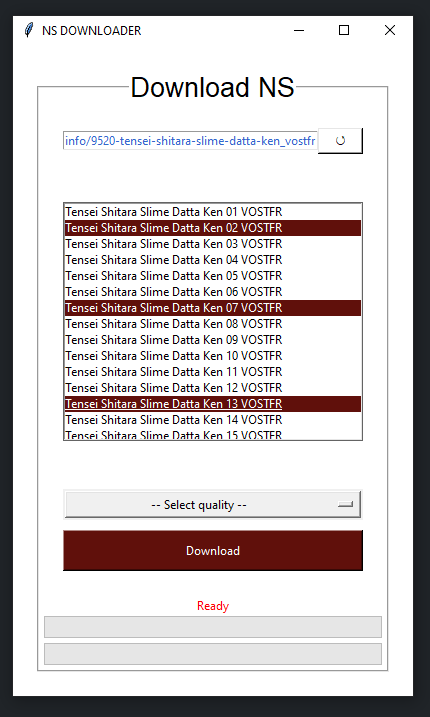 NS DOWNLOADER
Download NS
info/9520-tensei-shitara-slime-datta-ken_vostfr
Tensei Shitara Slime Datta Ken 01 VOSTFR
Tensei Shitara Slime Datta Ken 02 VOSTFR
Tensei Shitara Slime Datta Ken 03 VOSTFR
Tensei Shitara Slime Datta Ken 04 VOSTFR
Tensei Shitara Slime Datta Ken 05 VOSTFR
Tensei Shitara Slime Datta Ken 06 VOSTFR
Tensei Shitara Slime Datta Ken 07 VOSTFR
Tensei Shitara Slime Datta Ken 08 VOSTFR
Tensei Shitara Slime Datta Ken 09 VOSTFR
Tensei Shitara Slime Datta Ken 10 VOSTFR
Tensei Shitara Slime Datta Ken 11 VOSTFR
Tensei Shitara Slime Datta Ken 12 VOSTFR
Tensei Shitara Slime Datta Ken 13 VOSTFR
Tensei Shitara Slime Datta Ken 14 VOSTFR
Tensei Shitara Slime Datta Ken 15 VOSTFR
-- Select quality --
Download
Ready